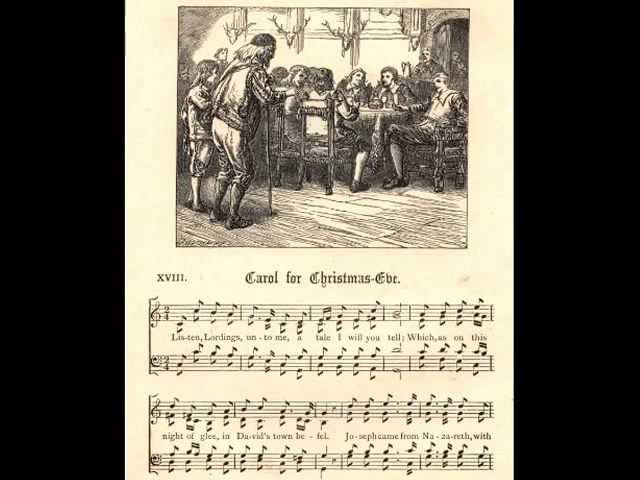 XVIII. Carol for Christmas-Eve.
Lis-ten, Lordings, un-to me, a tale I will you tell; Which, as on this
night of glee, in Da-vid's town be-fel. Jo-seph came from Na-za-reth, with